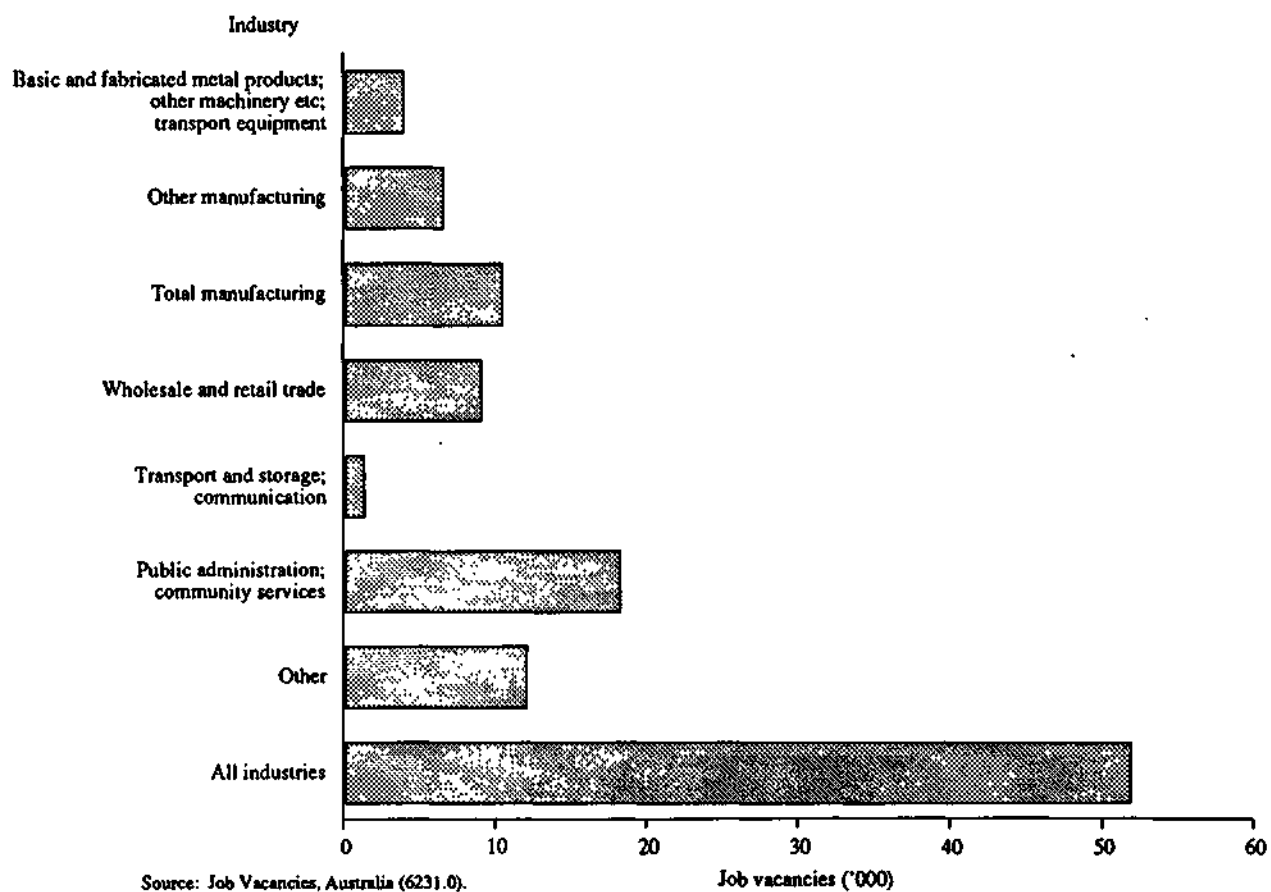 Industry
Basic and fabricated metal products;
other machinery etc;
transport equipment
Other manufacturing
Total manufacturing
Wholesale and retail trade
Transport and storage;
communication
Public administration;
community services
Other
All industries
0 10 20 30 40 50 60
Source: Job Vacancies, Australia (6231.0).
Job vacancies ('000)